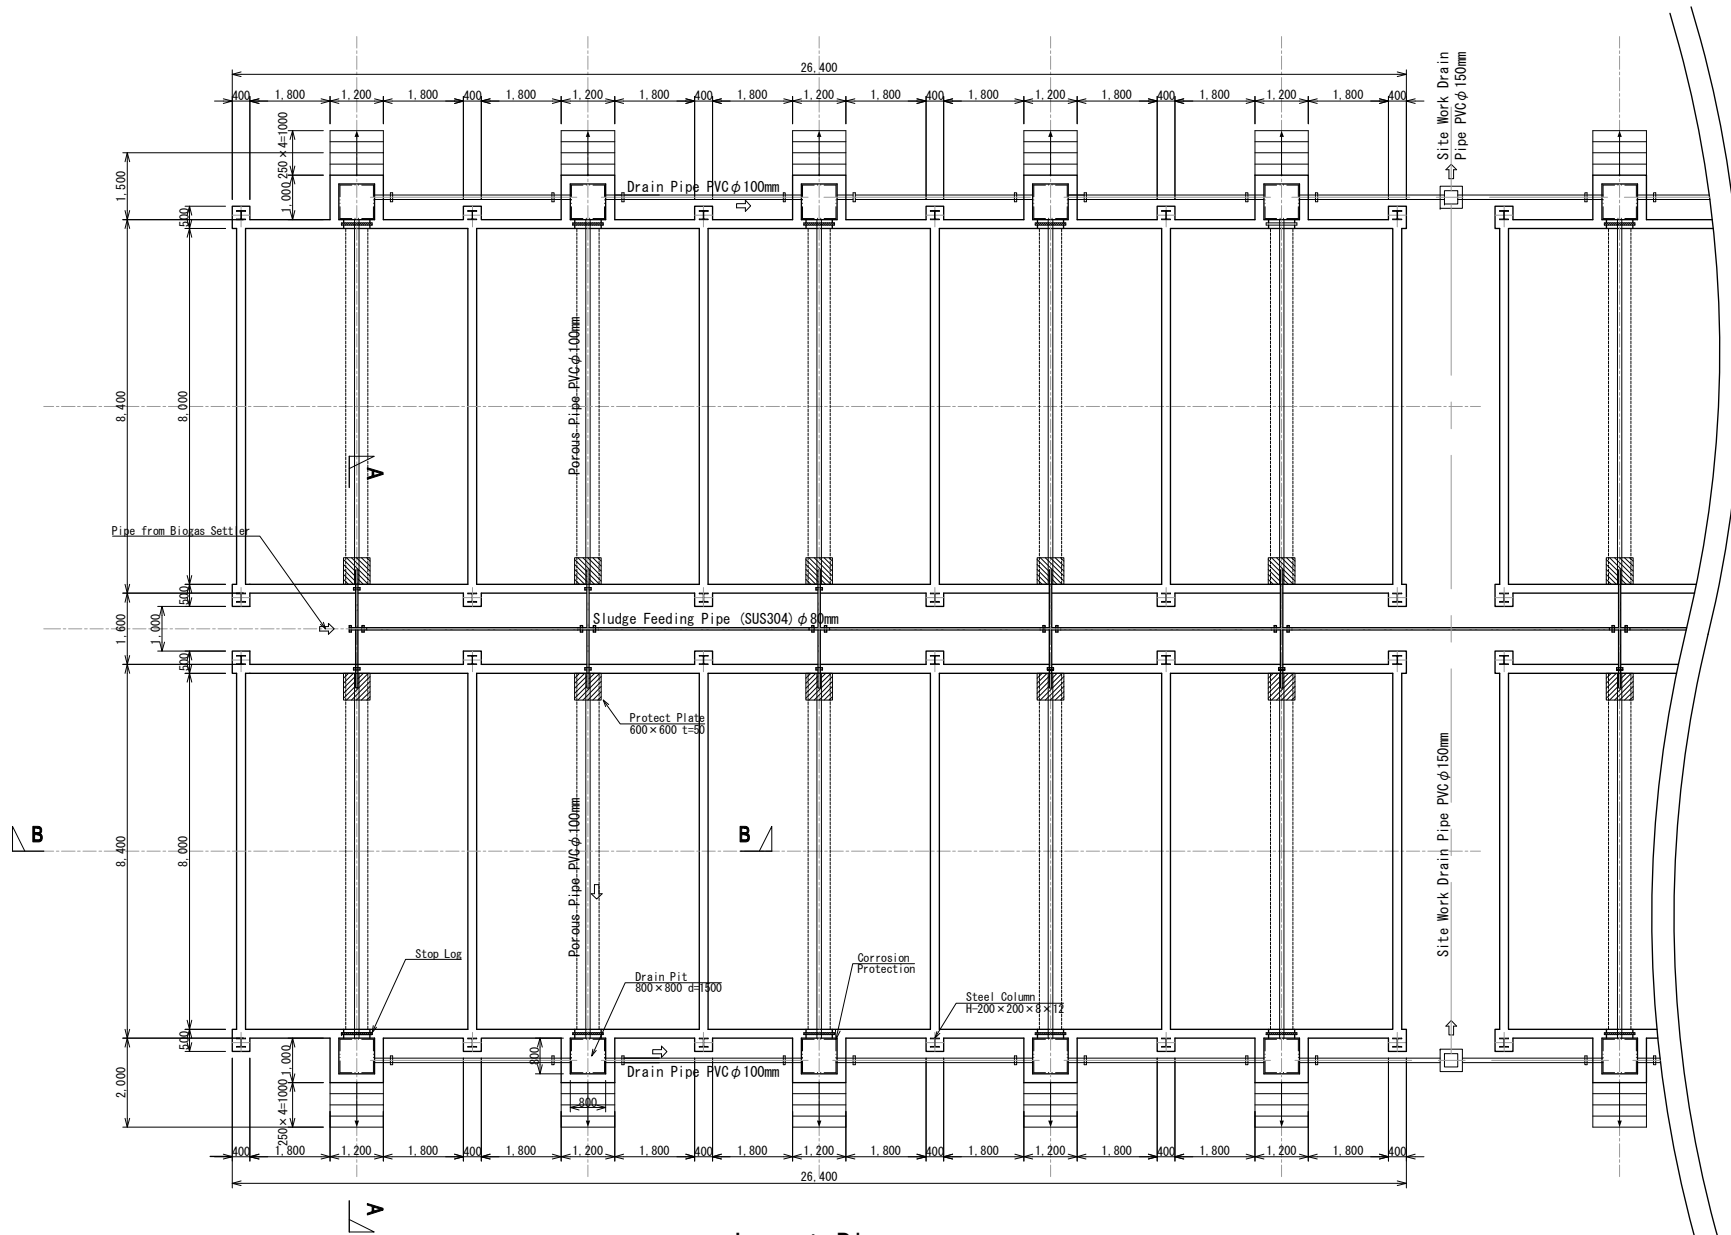 26,400
400 1,800 1,200 1,800 400 1,800 1,200 1,800 400 1,800 1,200 1,800 400 1,800 1,200 1,800 400 1,800 1,200 1,800 400
Site Work Drain
Pipe PVCφ150mm
250×4=1000
1,500
1,000
500
Drain Pipe PVCφ100mm
8,400
8,000
Porous Pipe PVCφ100mm
A
Pipe from Biogas Settler
500
1,600
1,000
500
Sludge Feeding Pipe (SUS304)φ80mm
Protect Plate
600×600 t=50
Site Work Drain Pipe PVCφ150mm
B
B
8,400
8,000
Porous Pipe PVCφ100mm
Stop Log
Drain Pit
800×800 d=1500
Corrosion
Protection
Steel Column
H-200×200×8×12
500
1,000
800
Drain Pipe PVCφ100mm
2,000
250×4=1000
800
400 1,800 1,200 1,800 400 1,800 1,200 1,800 400 1,800 1,200 1,800 400 1,800 1,200 1,800 400 1,800 1,200 1,800 400
26,400
A